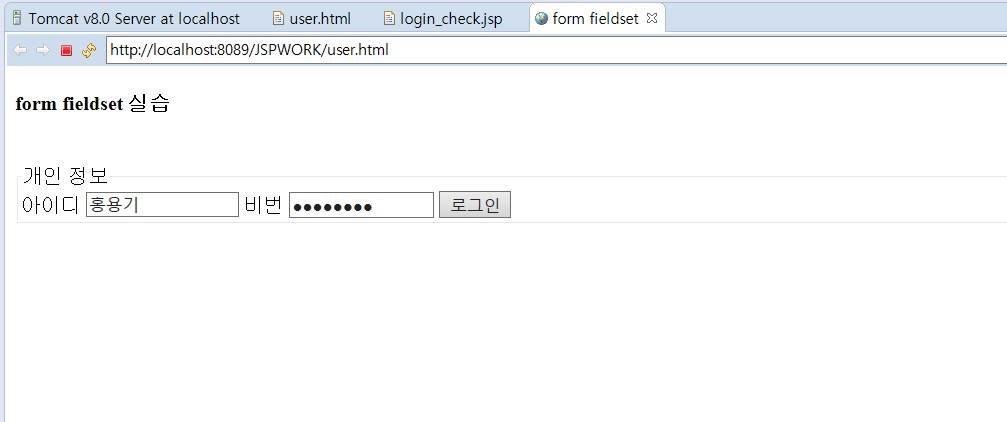 Tomcat v8.0 Server at localhost user.html login_check.jsp form fieldset
http://localhost:8089/JSPWORK/user.html
form fieldset 실습
개인 정보
아이디 홍용기 비번 ●●●●●●●● 로그인